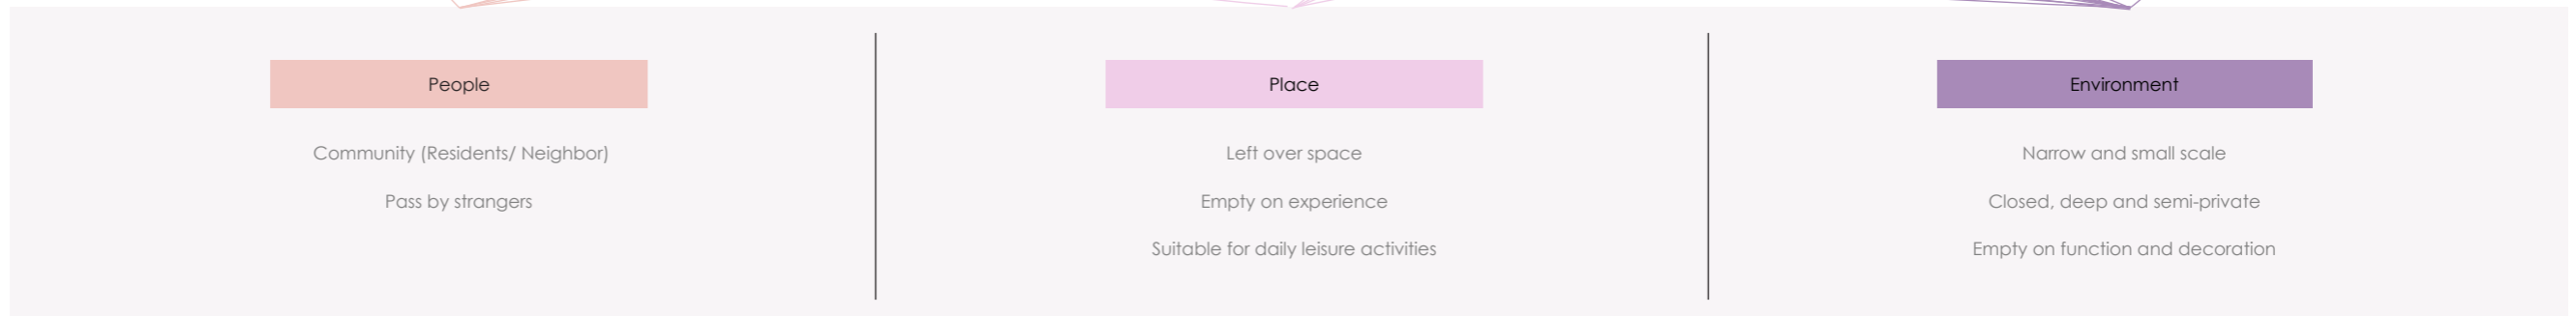 People
Community (Residents/ Neighbor)
Pass by strangers
Place
Left over space
Empty on experience
Suitable for daily leisure activities
Environment
Narrow and small scale
Closed, deep and semi-private
Empty on function and decoration